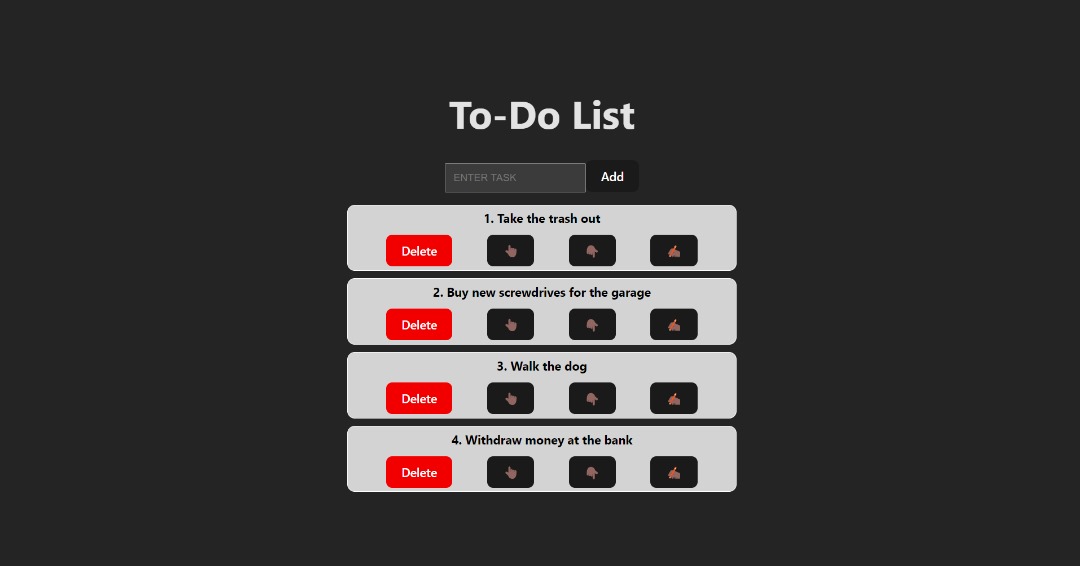 To-Do List
ENTER TASK
Add
1. Take the trash out
Delete
2. Buy new screwdrives for the garage
Delete
3. Walk the dog
Delete
4. Withdraw money at the bank
Delete